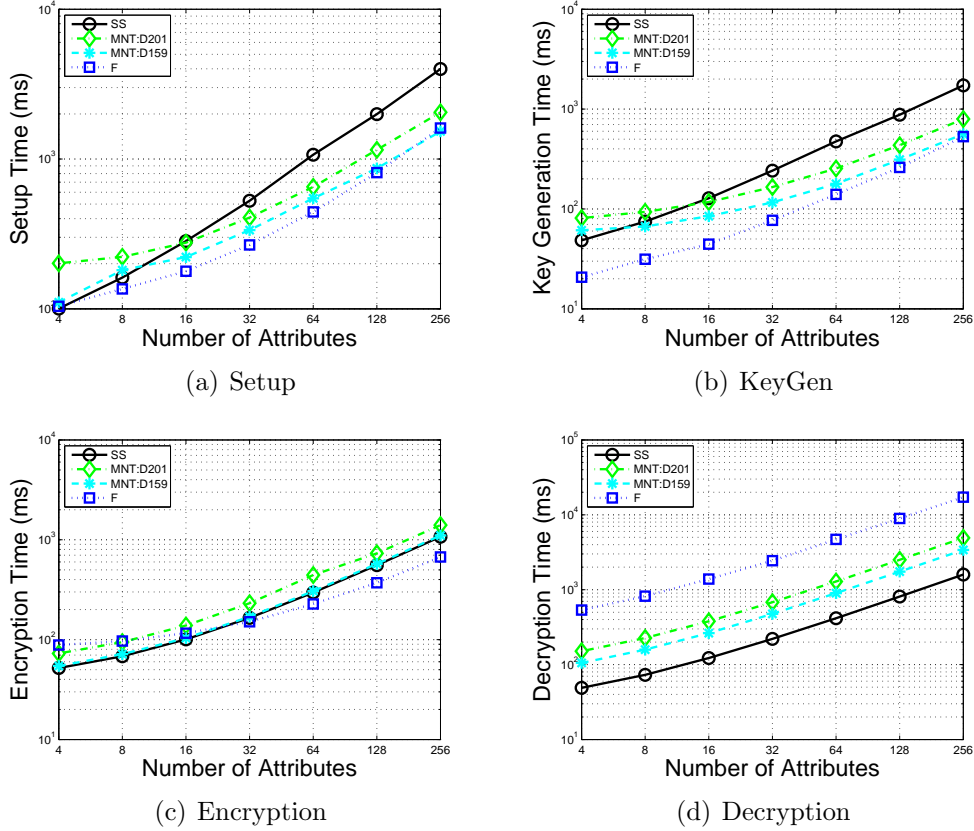 10^4
10^3
10^2
Setup Time (ms)
SS
MNT:D201
MNT:D159
F
4 8 16 32 64 128 256
Number of Attributes
(a) Setup
10^4
10^3
10^2
10^1
Key Generation Time (ms)
SS
MNT:D201
MNT:D159
F
4 8 16 32 64 128 256
Number of Attributes
(b) KeyGen
10^4
10^3
10^2
10^1
Encryption Time (ms)
SS
MNT:D201
MNT:D159
F
4 8 16 32 64 128 256
Number of Attributes
(c) Encryption
10^5
10^4
10^3
10^2
10^1
Decryption Time (ms)
SS
MNT:D201
MNT:D159
F
4 8 16 32 64 128 256
Number of Attributes
(d) Decryption